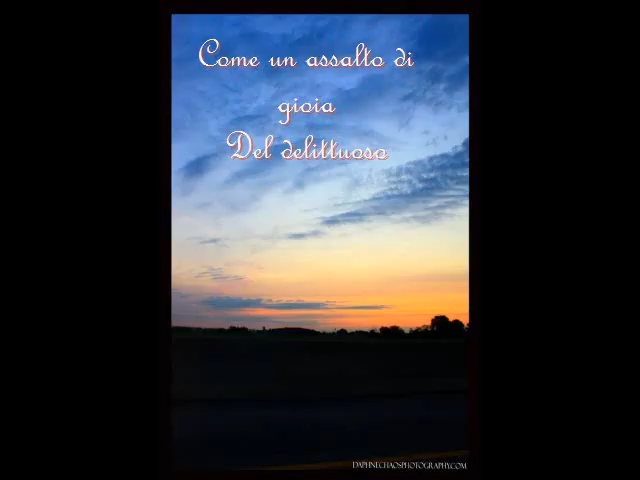 Come un assalto di
gioia
Del delittuoso
DAPHNECHAOSPHOTOGRAPHY.COM